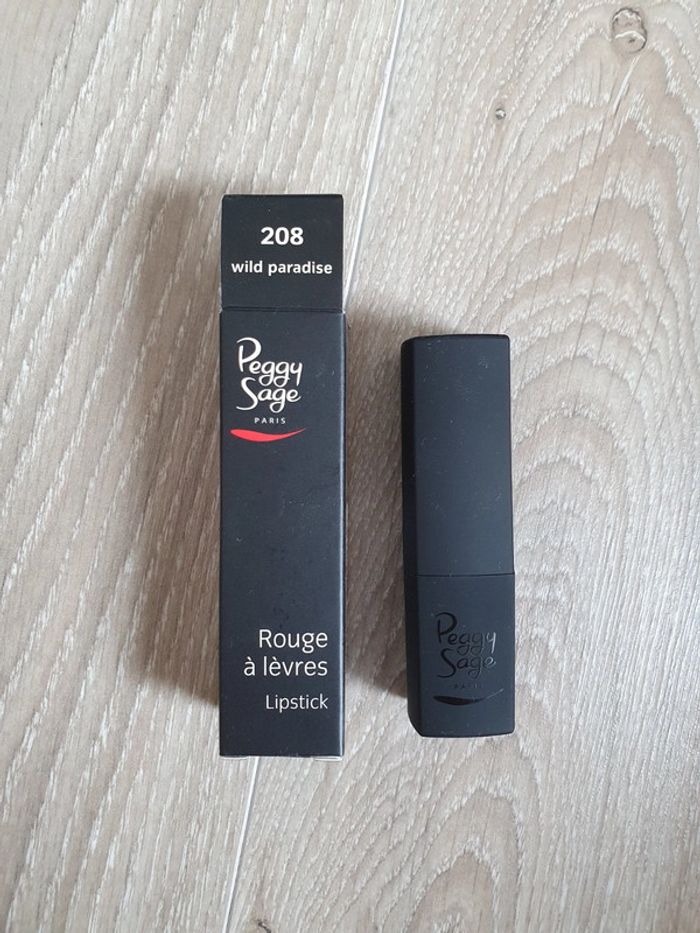 208
wild paradise
Peggy
Sage
PARIS
Rouge
à lèvres
Lipstick
Peggy
Sage
PARIS